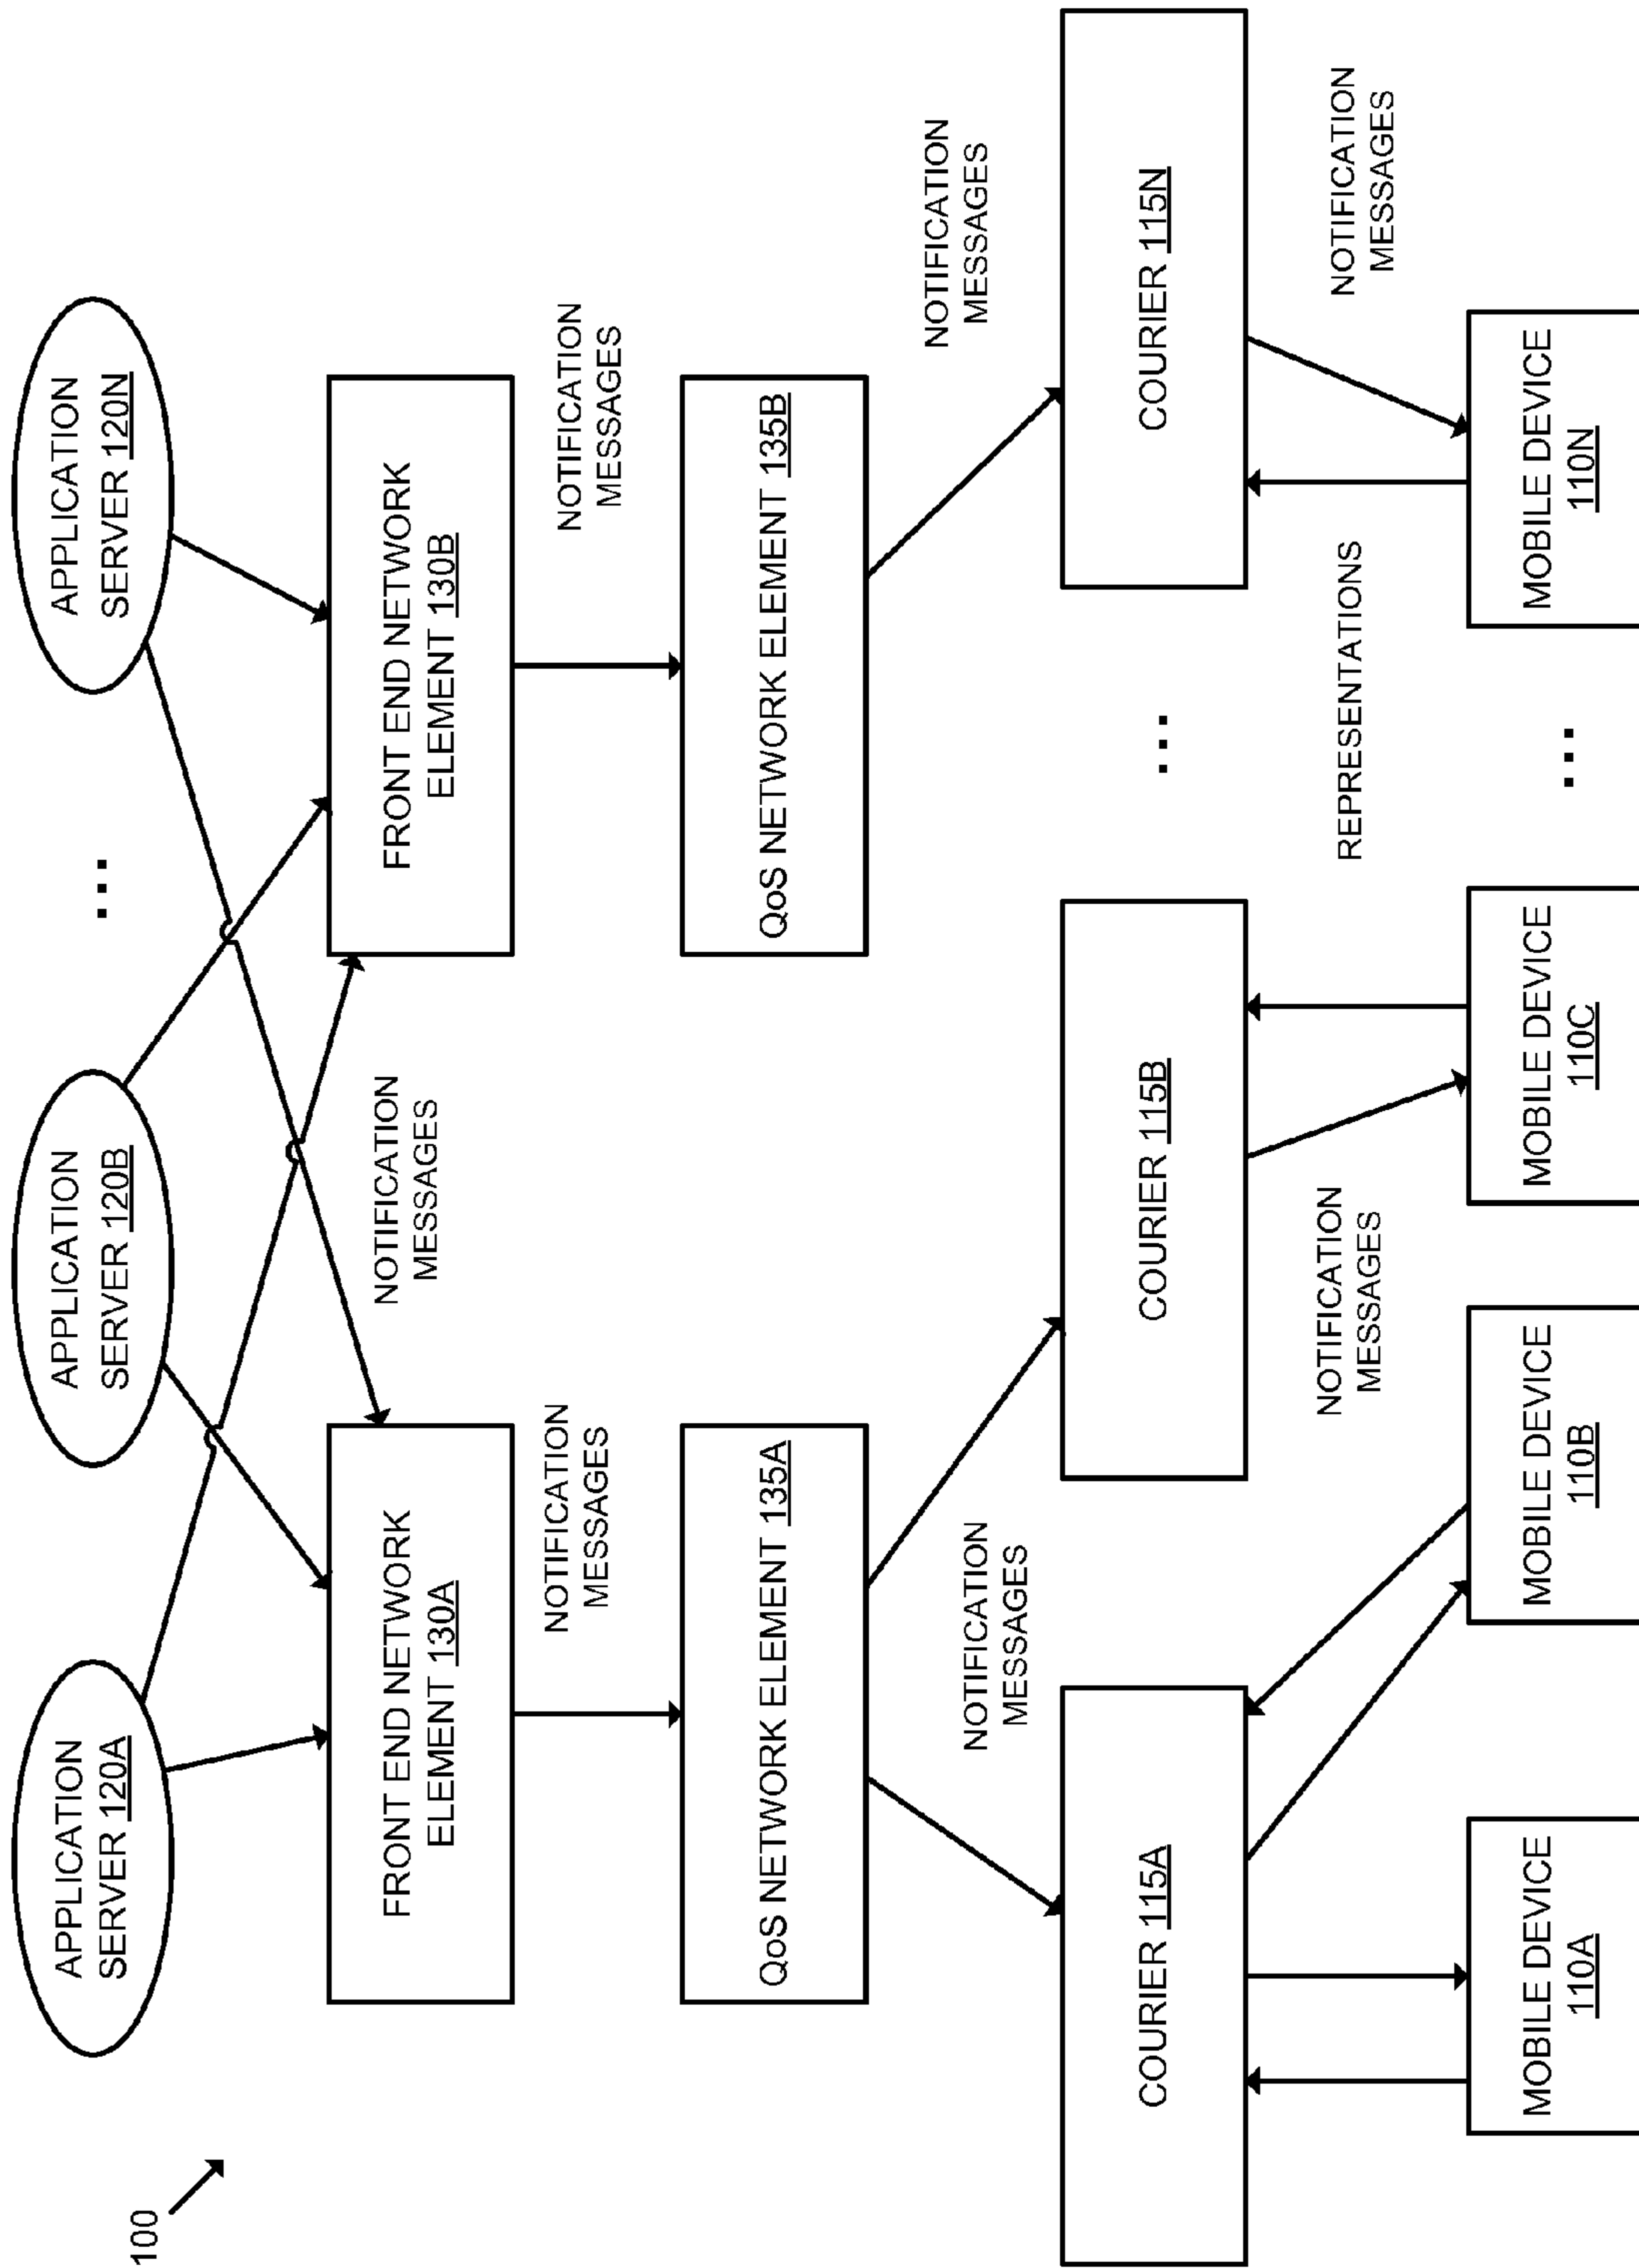 100
APPLICATION
SERVER 120A
APPLICATION
SERVER 120B
...
APPLICATION
SERVER 120N
NOTIFICATION
MESSAGES
FRONT END NETWORK
ELEMENT 130A
FRONT END NETWORK
ELEMENT 130B
NOTIFICATION
MESSAGES
NOTIFICATION
MESSAGES
QoS NETWORK ELEMENT 135A
QoS NETWORK ELEMENT 135B
NOTIFICATION
MESSAGES
NOTIFICATION
MESSAGES
COURIER 115A
COURIER 115B
...
COURIER 115N
NOTIFICATION
MESSAGES
REPRESENTATIONS
NOTIFICATION
MESSAGES
MOBILE DEVICE
110A
MOBILE DEVICE
110B
MOBILE DEVICE
110C
...
MOBILE DEVICE
110N